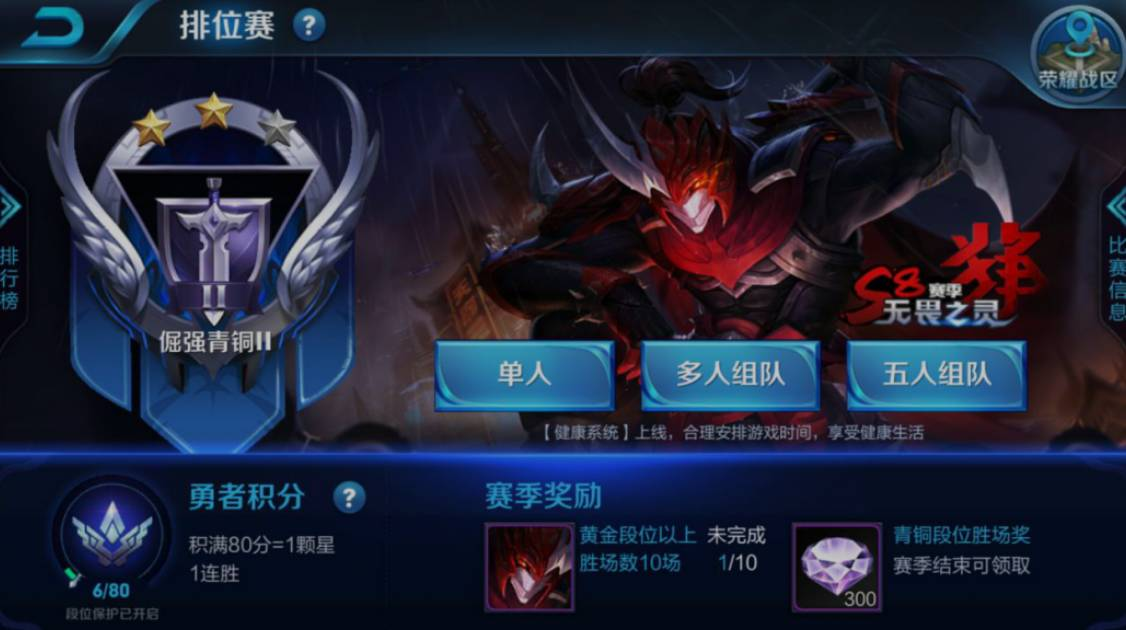 排位赛 ?
荣耀战区
排行榜
比赛信息
倔强青铜II
S8 赛季
无畏之灵
单人
多人组队
五人组队
【健康系统】上线,合理安排游戏时间,享受健康生活
勇者积分 ?
积满80分=1颗星
1连胜
6/80
段位保护已开启
赛季奖励
黄金段位以上 未完成
胜场数10场 1/10
300
青铜段位胜场奖
赛季结束可领取